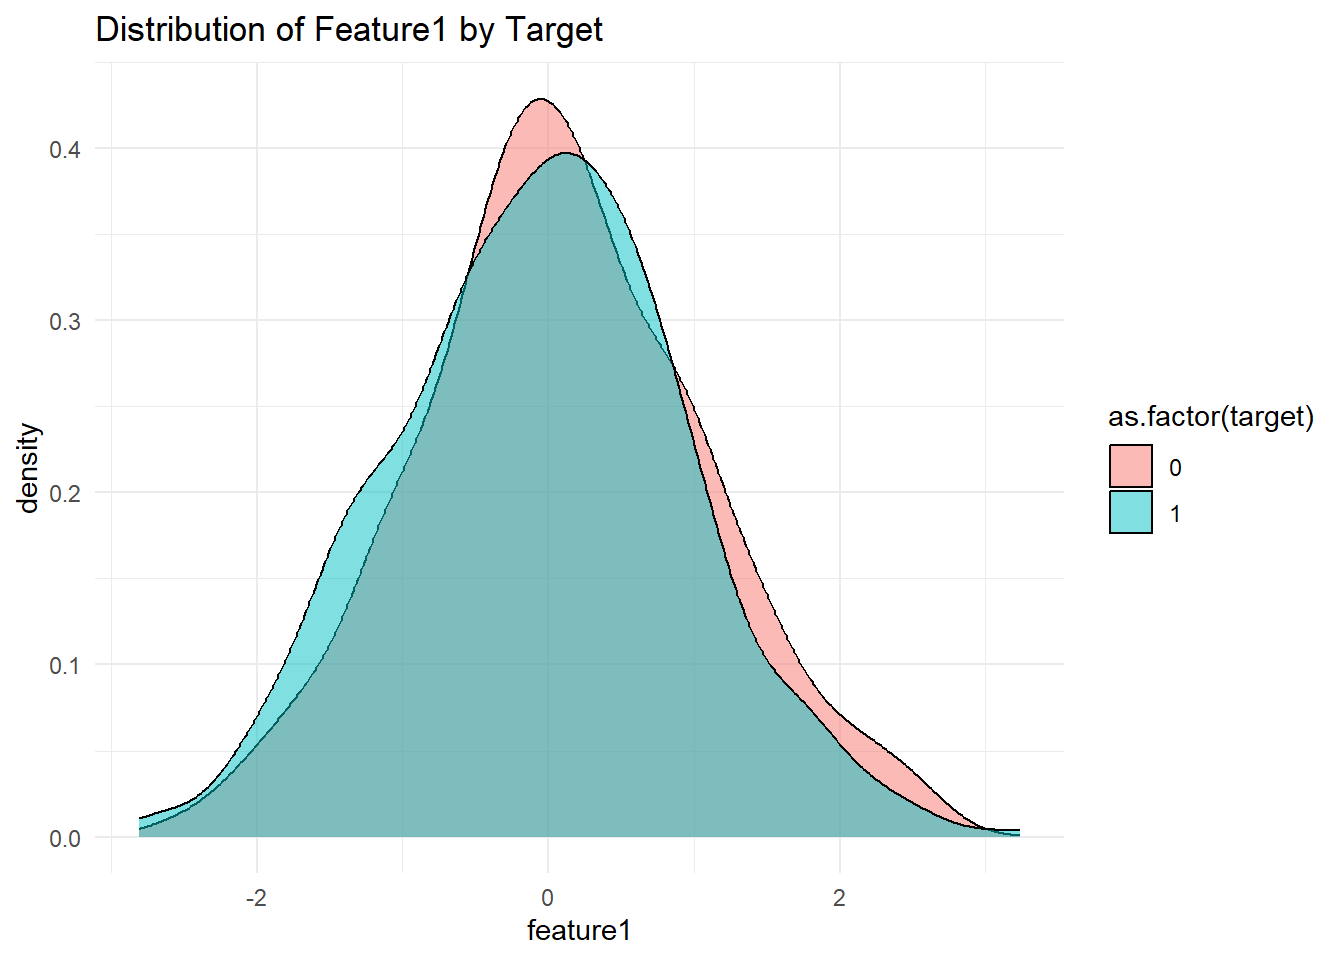 Distribution of Feature1 by Target
0.4
0.3
0.2
0.1
0.0
density
-2
0
2
feature1
as.factor(target)
0
1